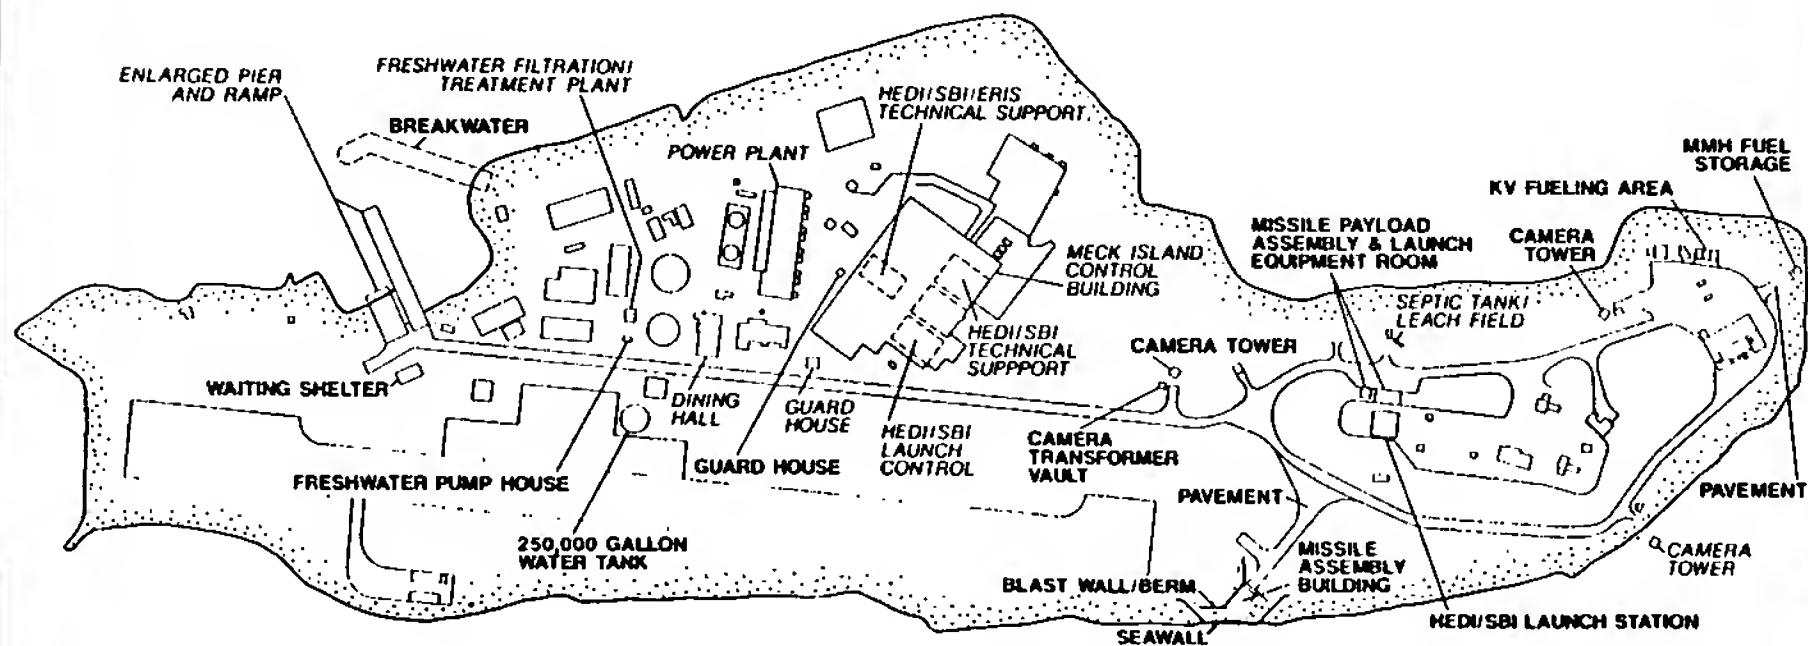 ENLARGED PIER
AND RAMP
FRESHWATER FILTRATION/
TREATMENT PLANT
BREAKWATER
POWER PLANT
HEDI/SBI/ERIS
TECHNICAL SUPPORT
MECK ISLAND
CONTROL
BUILDING
HEDI/SBI
TECHNICAL
SUPPPORT
MISSILE PAYLOAD
ASSEMBLY & LAUNCH
EQUIPMENT ROOM
CAMERA
TOWER
KV FUELING AREA
MMH FUEL
STORAGE
SEPTIC TANK/
LEACH FIELD
CAMERA TOWER
WAITING SHELTER
DINING
HALL
GUARD
HOUSE
HEDI/SBI
LAUNCH
CONTROL
GUARD HOUSE
CAMERA
TRANSFORMER
VAULT
FRESHWATER PUMP HOUSE
PAVEMENT
PAVEMENT
250,000 GALLON
WATER TANK
MISSILE
ASSEMBLY
BUILDING
CAMERA
TOWER
BLAST WALL/BERM
SEAWALL
HEDI/SBI LAUNCH STATION